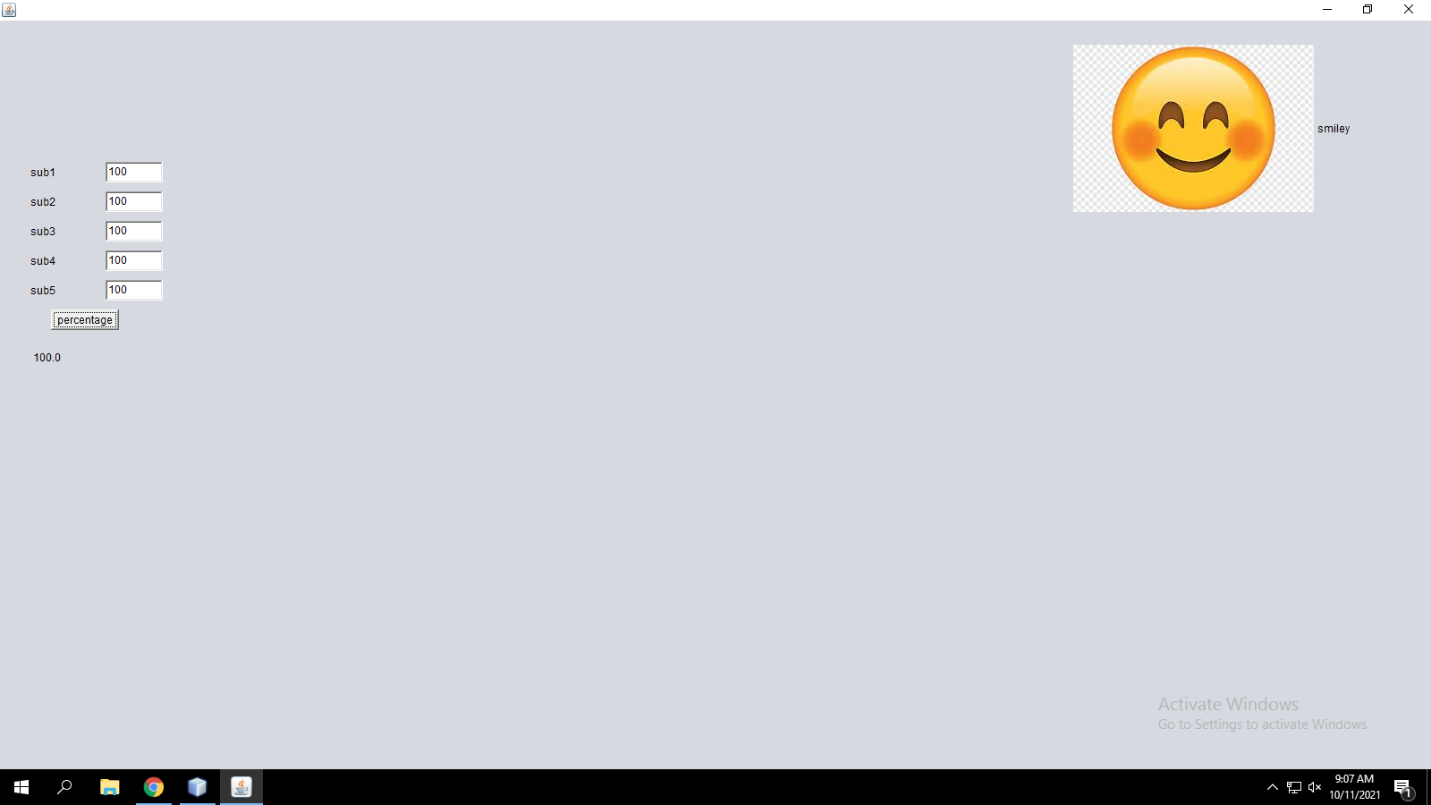 smiley
sub1 100
sub2 100
sub3 100
sub4 100
sub5 100
percentage
100.0
Activate Windows
Go to Settings to activate Windows.
9:07 AM
10/11/2021
1